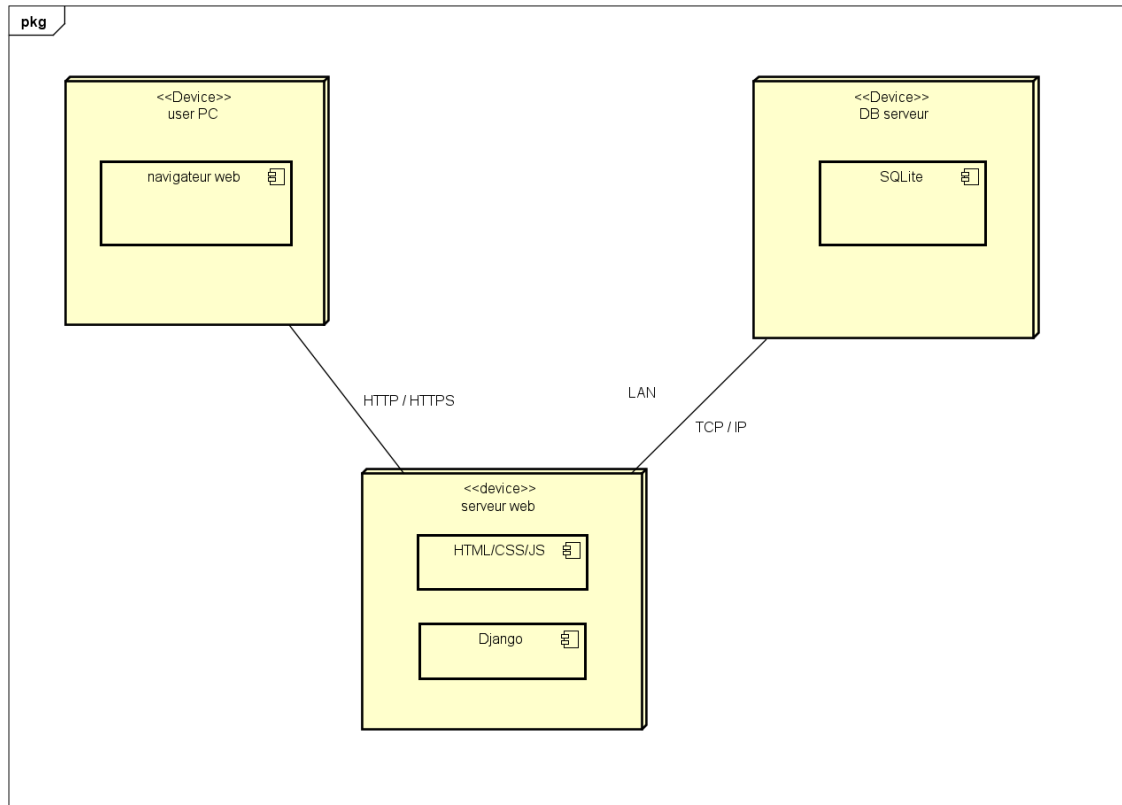 pkg
<<Device>>
user PC
navigateur web
<<Device>>
DB serveur
SQLite
HTTP / HTTPS
LAN
TCP / IP
<<device>>
serveur web
HTML/CSS/JS
Django